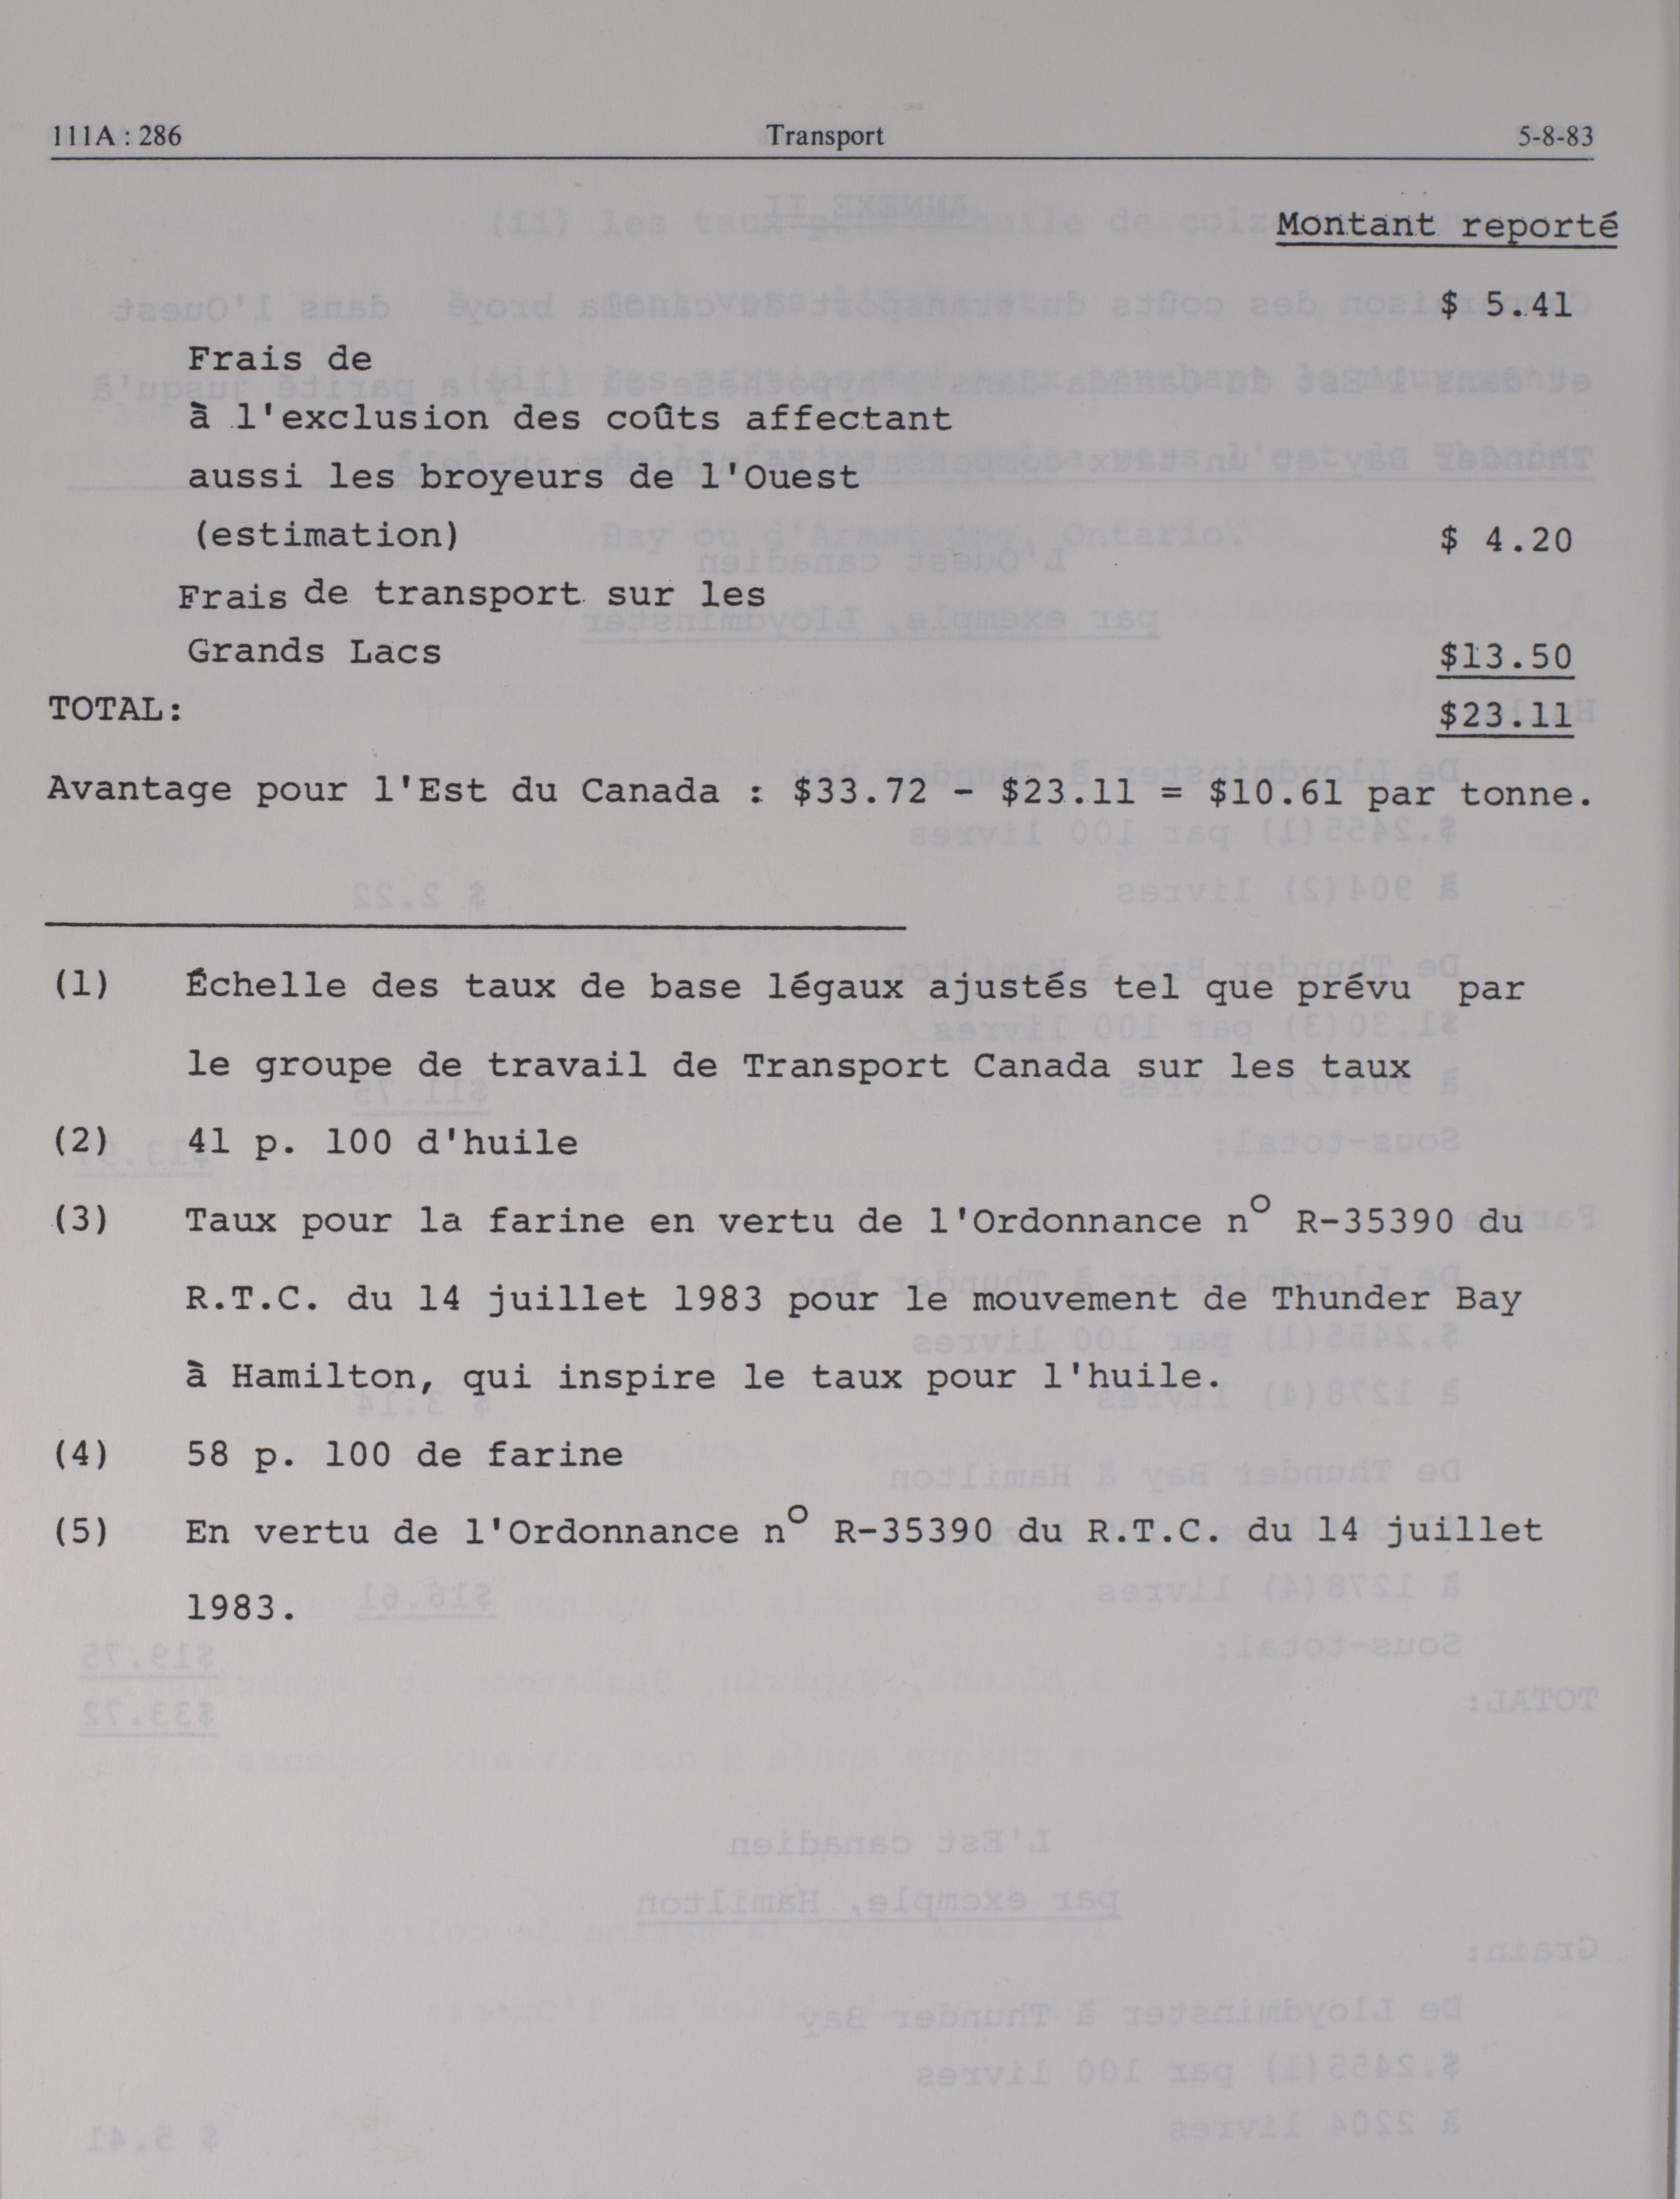 111A : 286 Transport 5-8-83
Montant reporté
$ 5.41
Frais de
à l'exclusion des coûts affectant
aussi les broyeurs de l'Ouest
(estimation) $ 4.20
Frais de transport sur les
Grands Lacs $13.50
TOTAL: $23.11
Avantage pour l'Est du Canada : $33.72 - $23.11 = $10.61 par tonne.
(1) Échelle des taux de base légaux ajustés tel que prévu par
le groupe de travail de Transport Canada sur les taux
(2) 41 p. 100 d'huile
(3) Taux pour la farine en vertu de l'Ordonnance nº R-35390 du
R.T.C. du 14 juillet 1983 pour le mouvement de Thunder Bay
à Hamilton, qui inspire le taux pour l'huile.
(4) 58 p. 100 de farine
(5) En vertu de l'Ordonnance nº R-35390 du R.T.C. du 14 juillet
1983.